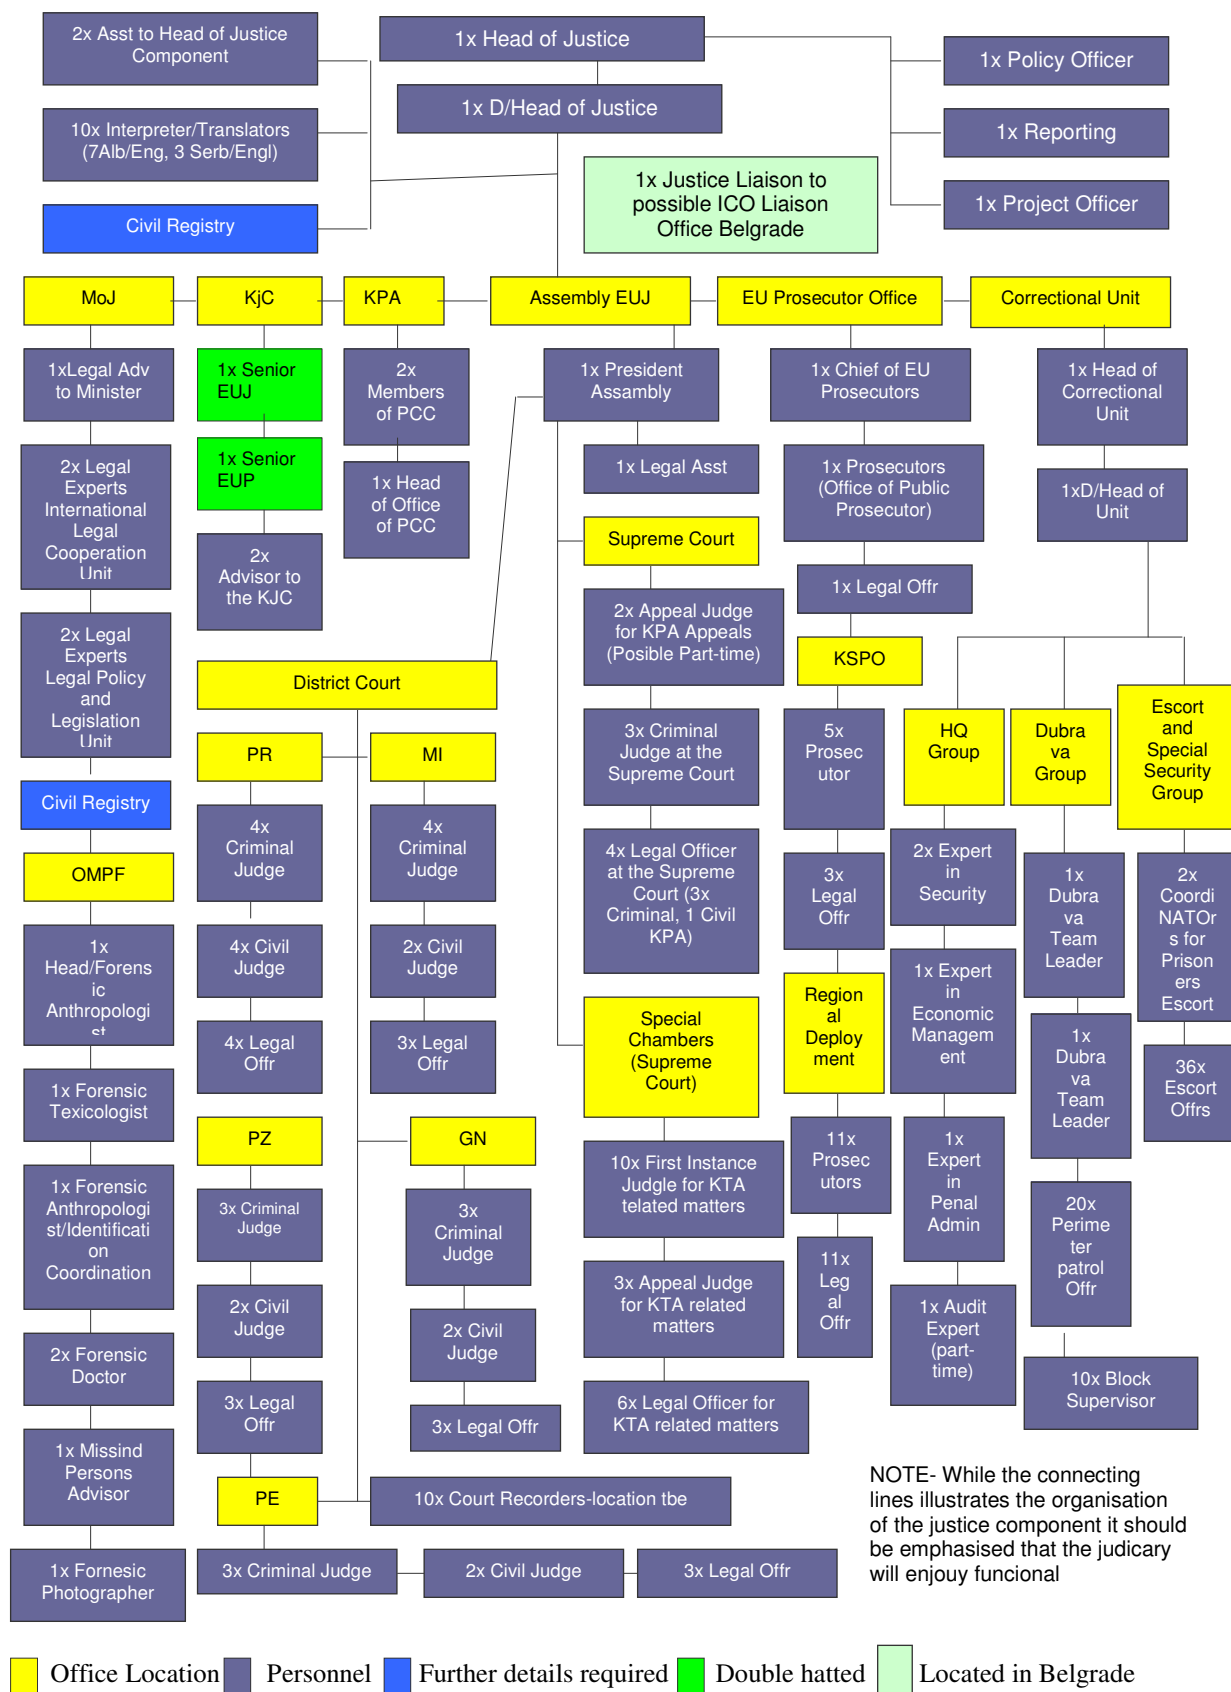 2x Asst to Head of Justice
Component
1x Head of Justice
1x Policy Officer
1x D/Head of Justice
10x Interpreter/Translators
(7Alb/Eng, 3 Serb/Engl)
1x Reporting
1x Justice Liaison to
possible ICO Liaison
Office Belgrade
1x Project Officer
Civil Registry
MoJ
KjC
KPA
Assembly EUJ
EU Prosecutor Office
Correctional Unit
1xLegal Adv
to Minister
2x Legal
Experts
International
Legal
Cooperation
Unit
2x Legal
Experts
Legal Policy
and
Legislation
Unit
Civil Registry
OMPF
1x
Head/Forens
ic
Anthropologi
st
1x Forensic
Texicologist
1x Forensic
Anthropologi
st/Identificati
on
Coordination
2x Forensic
Doctor
1x Missind
Persons
Advisor
1x Fornesic
Photographer
1x Senior
EUJ
1x Senior
EUP
2x
Advisor to
the KJC
2x
Members
of PCC
1x Head
of Office
of PCC
1x President
Assembly
1x Legal Asst
District Court
PR
4x
Criminal
Judge
4x Civil
Judge
4x Legal
Offr
MI
4x
Criminal
Judge
2x Civil
Judge
3x Legal
Offr
PZ
3x Criminal
Judge
2x Civil
Judge
3x Legal
Offr
GN
3x
Criminal
Judge
2x Civil
Judge
3x Legal Offr
PE
10x Court Recorders-location tbe
3x Criminal Judge
2x Civil Judge
3x Legal Offr
Supreme Court
2x Appeal Judge
for KPA Appeals
(Posible Part-time)
3x Criminal
Judge at the
Supreme Court
4x Legal Officer
at the Supreme
Court (3x
Criminal, 1 Civil
KPA)
Special
Chambers
(Supreme
Court)
10x First Instance
Judgle for KTA
telated matters
3x Appeal Judge
for KTA related
matters
6x Legal Officer for
KTA related matters
1x Chief of EU
Prosecutors
1x Prosecutors
(Office of Public
Prosecutor)
1x Legal Offr
KSPO
5x
Prosec
utor
3x
Legal
Offr
Region
al
Deploy
ment
11x
Prosec
utors
11x
Leg
al
Offr
1x Head of
Correctional
Unit
1xD/Head of
Unit
HQ
Group
2x Expert
in
Security
1x Expert
in
Economic
Managem
ent
1x
Expert
in
Penal
Admin
1x Audit
Expert
(part-
time)
Dubra
va
Group
1x
Dubra
va
Team
Leader
1x
Dubra
va
Team
Leader
20x
Perime
ter
patrol
Offr
10x Block
Supervisor
Escort
and
Special
Security
Group
2x
Coordi
NATOr
s for
Prison
ers
Escort
36x
Escort
Offrs
NOTE- While the connecting
lines illustrates the organisation
of the justice component it should
be emphasised that the judicary
will enjouy funcional
Office Location
Personnel
Further details required
Double hatted
Located in Belgrade